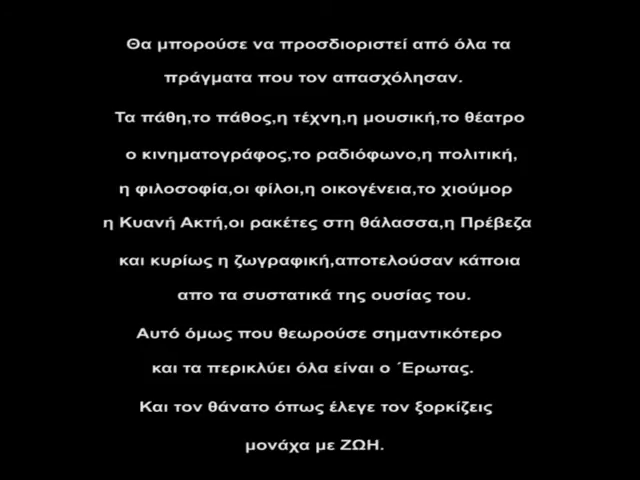 Θα μπορούσε να προσδιοριστεί από όλα τα
πράγματα που τον απασχόλησαν.
Τα πάθη,το πάθος,η τέχνη,η μουσική,το θέατρο
ο κινηματογράφος,το ραδιόφωνο,η πολιτική,
η φιλοσοφία,οι φίλοι,η οικογένεια,το χιούμορ
η Κυανή Ακτή,οι ρακέτες στη θάλασσα,η Πρέβεζα
και κυρίως η ζωγραφική,αποτελούσαν κάποια
απο τα συστατικά της ουσίας του.
Αυτό όμως που θεωρούσε σημαντικότερο
και τα περικλύει όλα είναι ο ΄Ερωτας.
Και τον θάνατο όπως έλεγε τον ξορκίζεις
μονάχα με ΖΩΗ.